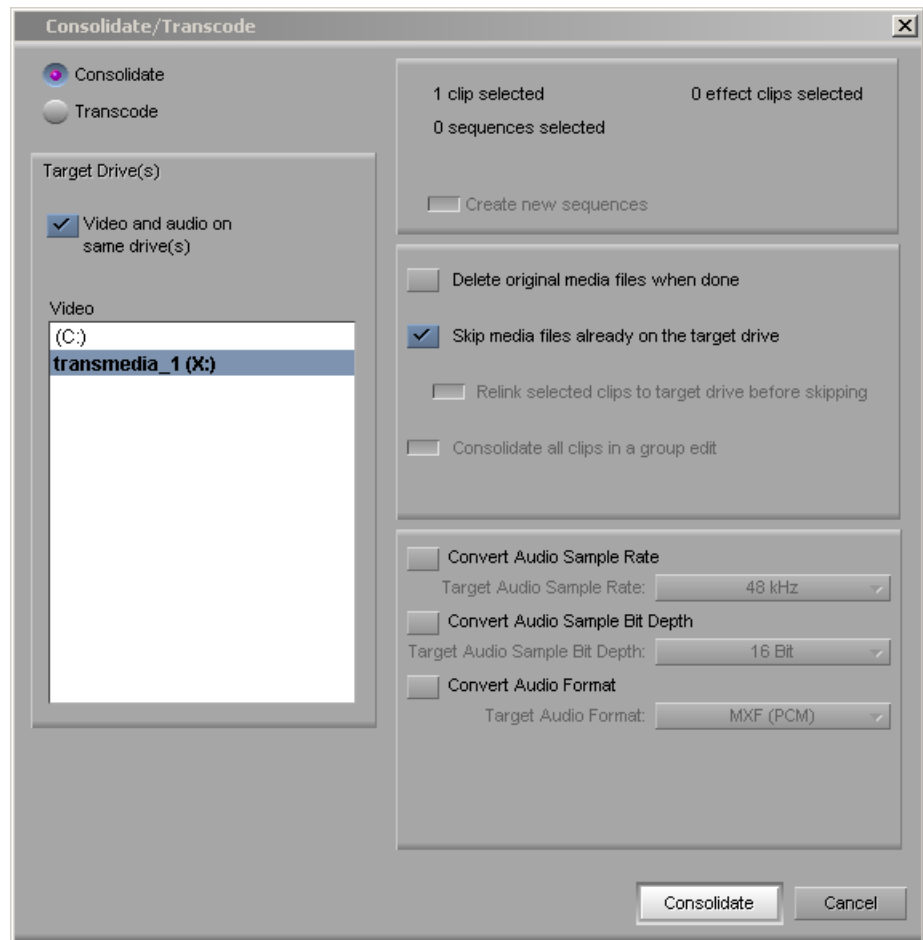 Consolidate/Transcode
Consolidate
Transcode
Target Drive(s)
Video and audio on
same drive(s)
Video
(C:)
transmedia_1 (X:)
1 clip selected
0 effect clips selected
0 sequences selected
Create new sequences
Delete original media files when done
Skip media files already on the target drive
Relink selected clips to target drive before skipping
Consolidate all clips in a group edit
Convert Audio Sample Rate
Target Audio Sample Rate: 48 kHz
Convert Audio Sample Bit Depth
Target Audio Sample Bit Depth: 16 Bit
Convert Audio Format
Target Audio Format: MXF (PCM)
Consolidate
Cancel